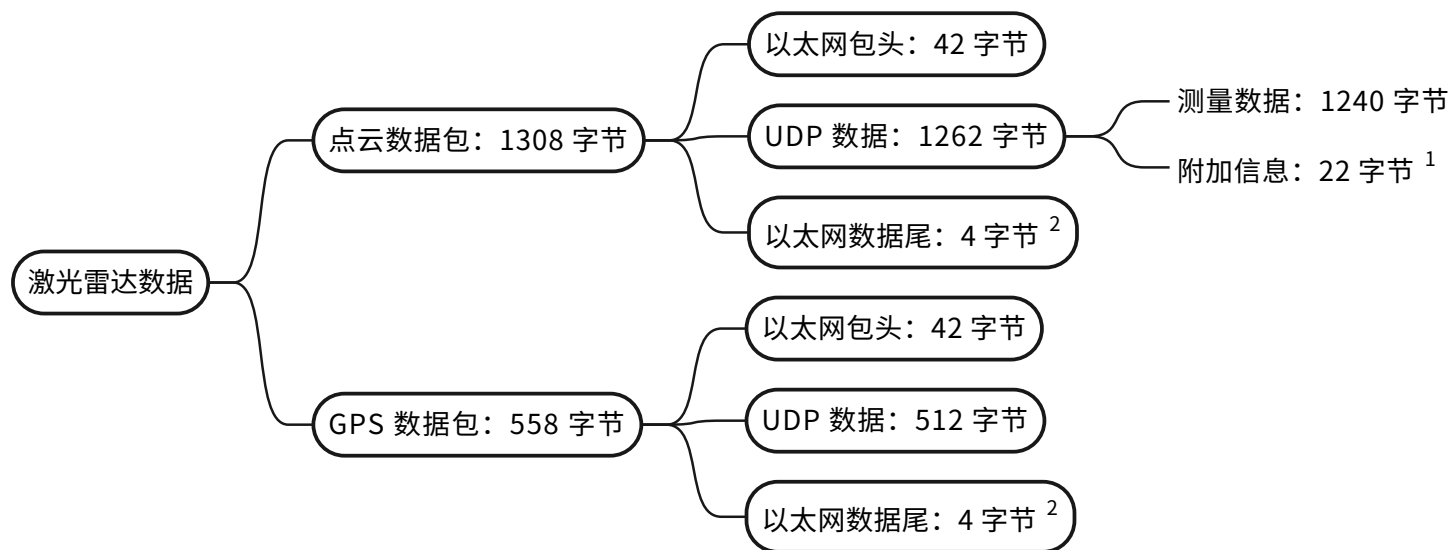 激光雷达数据
点云数据包：1308 字节
以太网包头：42 字节
UDP 数据：1262 字节
测量数据：1240 字节
附加信息：22 字节 1
以太网数据尾：4 字节 2
GPS 数据包：558 字节
以太网包头：42 字节
UDP 数据：512 字节
以太网数据尾：4 字节 2